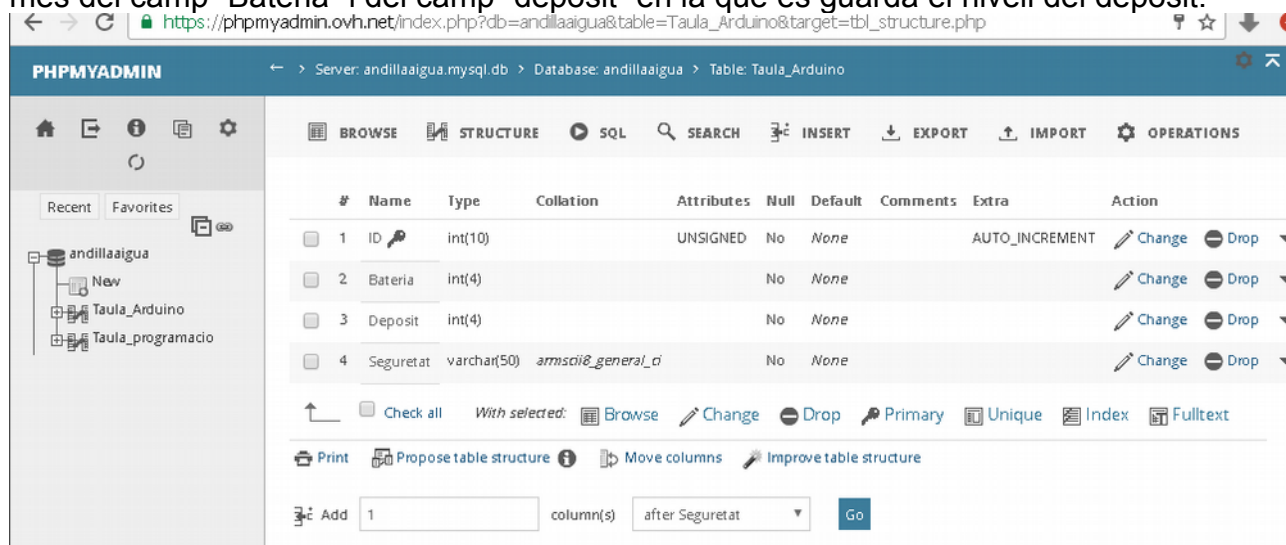 més del camp "Bateria" i del camp "deposit" en la que es guarda el nivell del deposit.
https://phpmyadmin.ovh.net/index.php?db=andillaaigua&table=Taula_Arduino&target=tbl_structure.php
PHPMYADMIN
Server: andillaaigua.mysql.db > Database: andillaaigua > Table: Taula_Arduino
BROWSE STRUCTURE SQL SEARCH INSERT EXPORT IMPORT OPERATIONS
Recent Favorites
andillaaigua
New
Taula_Arduino
Taula_programacio
# Name Type Collation Attributes Null Default Comments Extra Action
1 ID int(10) UNSIGNED No None AUTO_INCREMENT Change Drop
2 Bateria int(4) No None Change Drop
3 Deposit int(4) No None Change Drop
4 Seguretat varchar(50) armscii8_general_ci No None Change Drop
Check all With selected: Browse Change Drop Primary Unique Index Fulltext
Print Propose table structure Move columns Improve table structure
Add 1 column(s) after Seguretat Go